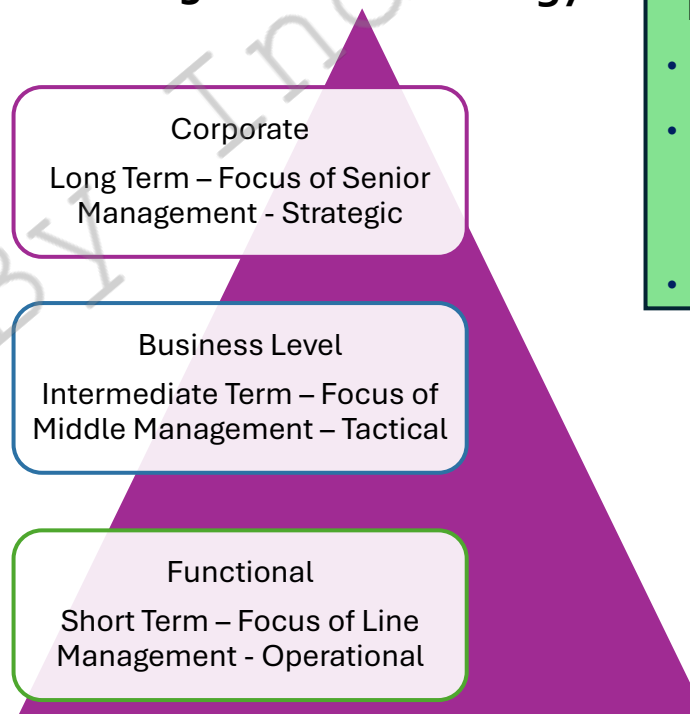 Corporate
Long Term – Focus of Senior
Management - Strategic
Business Level
Intermediate Term – Focus of
Middle Management – Tactical
Functional
Short Term – Focus of Line
Management - Operational
By